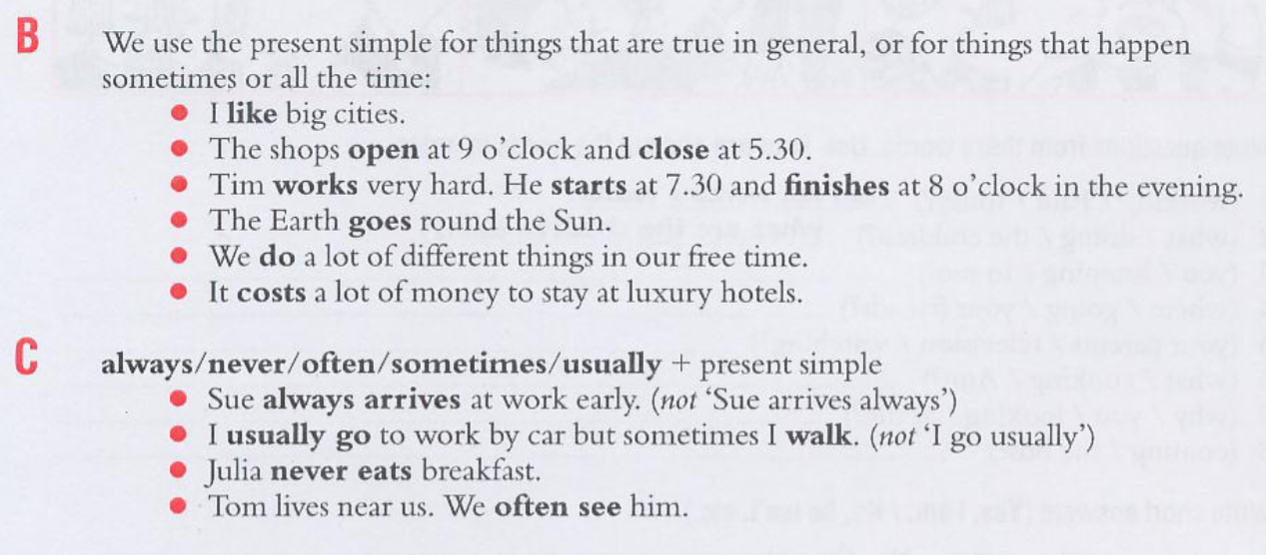 B We use the present simple for things that are true in general, or for things that happen
sometimes or all the time:
• I like big cities.
• The shops open at 9 o'clock and close at 5.30.
• Tim works very hard. He starts at 7.30 and finishes at 8 o'clock in the evening.
• The Earth goes round the Sun.
• We do a lot of different things in our free time.
• It costs a lot of money to stay at luxury hotels.
C always/never/often/sometimes/usually + present simple
• Sue always arrives at work early. (not 'Sue arrives always')
• I usually go to work by car but sometimes I walk. (not 'I go usually')
• Julia never eats breakfast.
• Tom lives near us. We often see him.